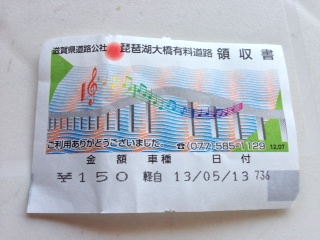 滋賀県道路公社 琵琶湖大橋有料道路 領収書
ご利用ありがとうございました。 ☎(077)585-1129 12.07
金額 車種 日付
¥150 軽自 13/05/13 736